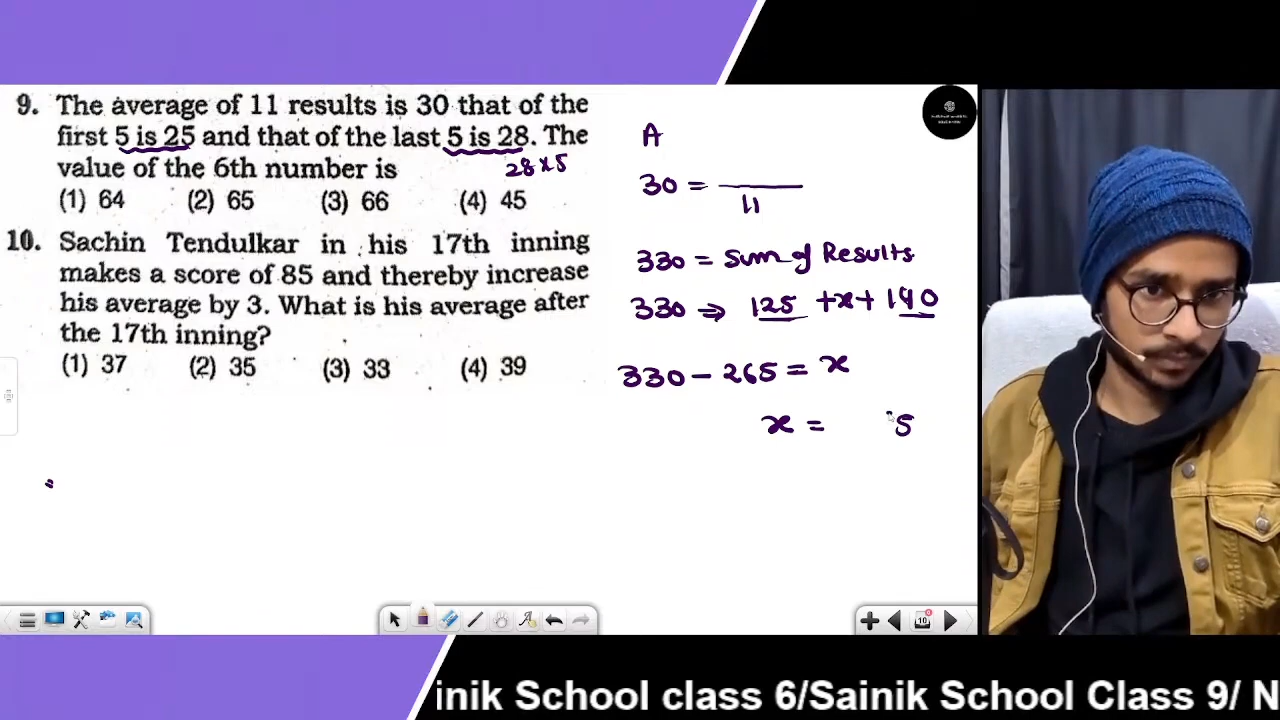 9. The average of 11 results is 30 that of the
first 5 is 25 and that of the last 5 is 28. The
value of the 6th number is
28x5
(1) 64 (2) 65 (3) 66 (4) 45
10. Sachin Tendulkar in his 17th inning
makes a score of 85 and thereby increase
his average by 3. What is his average after
the 17th inning?
(1) 37 (2) 35 (3) 33 (4) 39
A
30 = ―
11
330 = Sum of Results
330 ⇒ 125 + x + 140
330 - 265 = x
x = 5
10
inik School class 6/Sainik School Class 9/ N